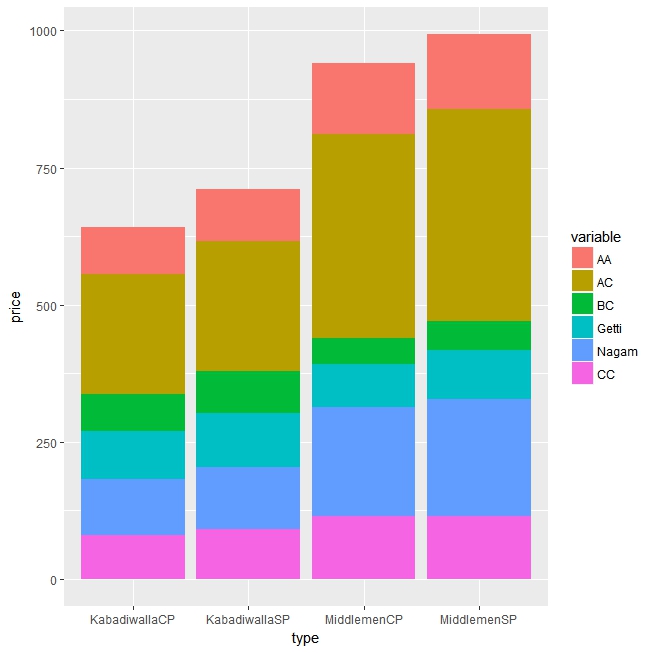 1000
750
500
250
0
price
KabadiwallaCP KabadiwallaSP MiddlemenCP MiddlemenSP
type
variable
AA
AC
BC
Getti
Nagam
CC